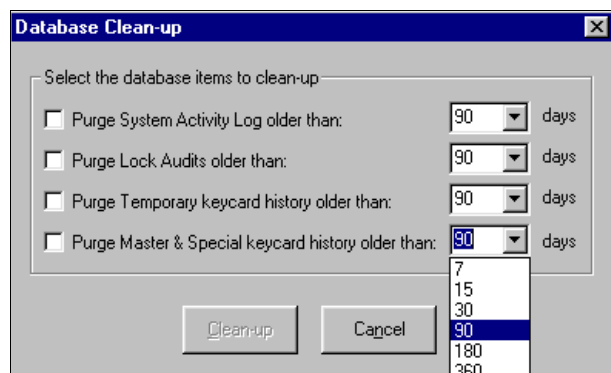 Database Clean-up
Select the database items to clean-up
Purge System Activity Log older than: 90 days
Purge Lock Audits older than: 90 days
Purge Temporary keycard history older than: 90 days
Purge Master & Special keycard history older than: 90 days
7
15
30
90
180
360
Clean-up Cancel